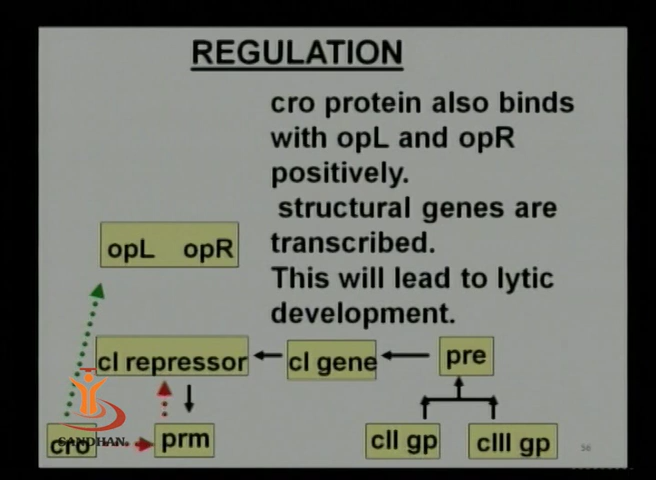 REGULATION
cro protein also binds
with opL and opR
positively.
structural genes are
transcribed.
This will lead to lytic
development.
opL opR
cI repressor
cI gene
pre
SANDHAN
cro
prm
cII gp
cIII gp
56